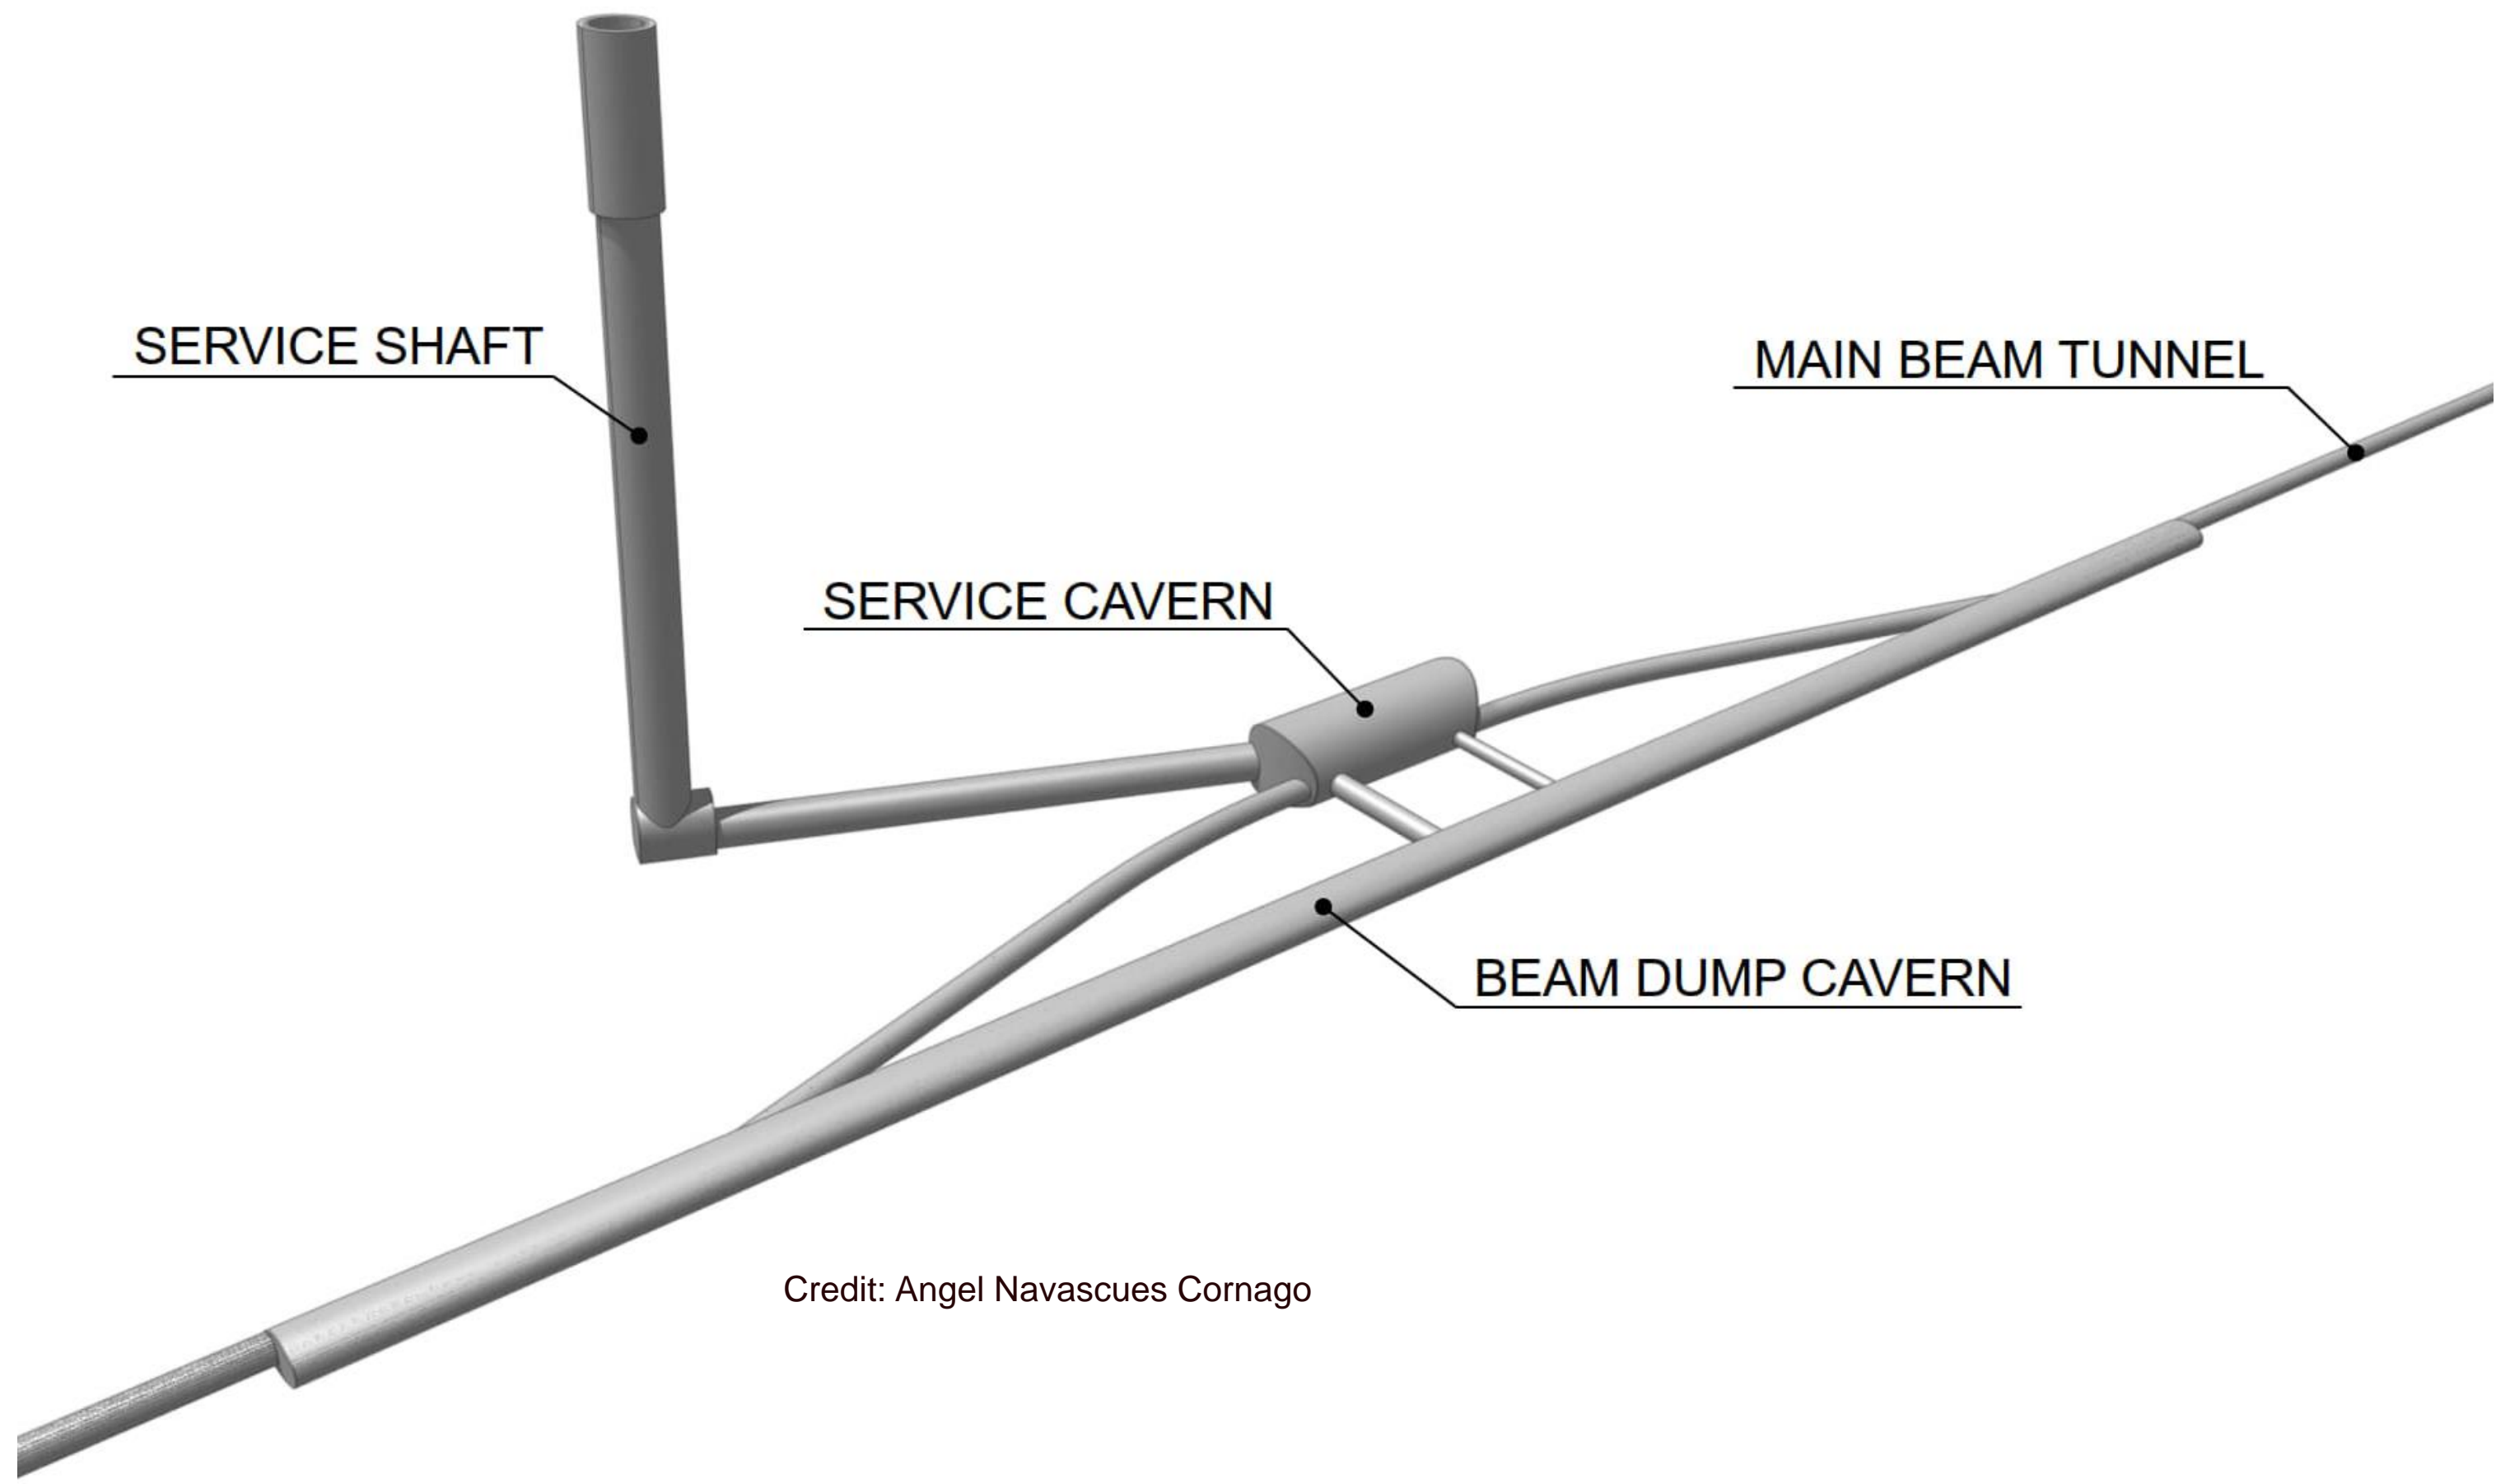 SERVICE SHAFT
MAIN BEAM TUNNEL
SERVICE CAVERN
BEAM DUMP CAVERN
Credit: Angel Navascues Cornago